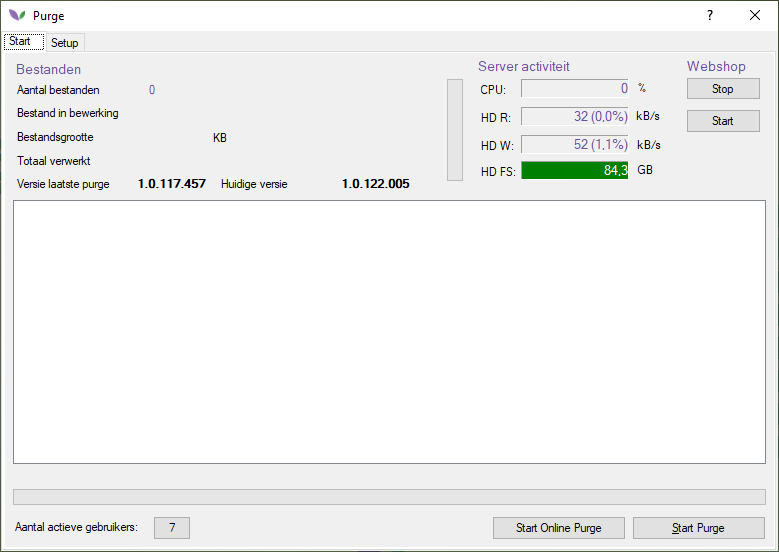 Purge
?
Start Setup
Bestanden
Aantal bestanden 0
Bestand in bewerking
Bestandsgrootte KB
Totaal verwerkt
Versie laatste purge 1.0.117.457 Huidige versie 1.0.122.005
Server activiteit
CPU: 0 %
HD R: 32 (0,0%) kB/s
HD W: 52 (1,1%) kB/s
HD FS: 84,3 GB
Webshop
Stop
Start
Aantal actieve gebruikers: 7
Start Online Purge
Start Purge